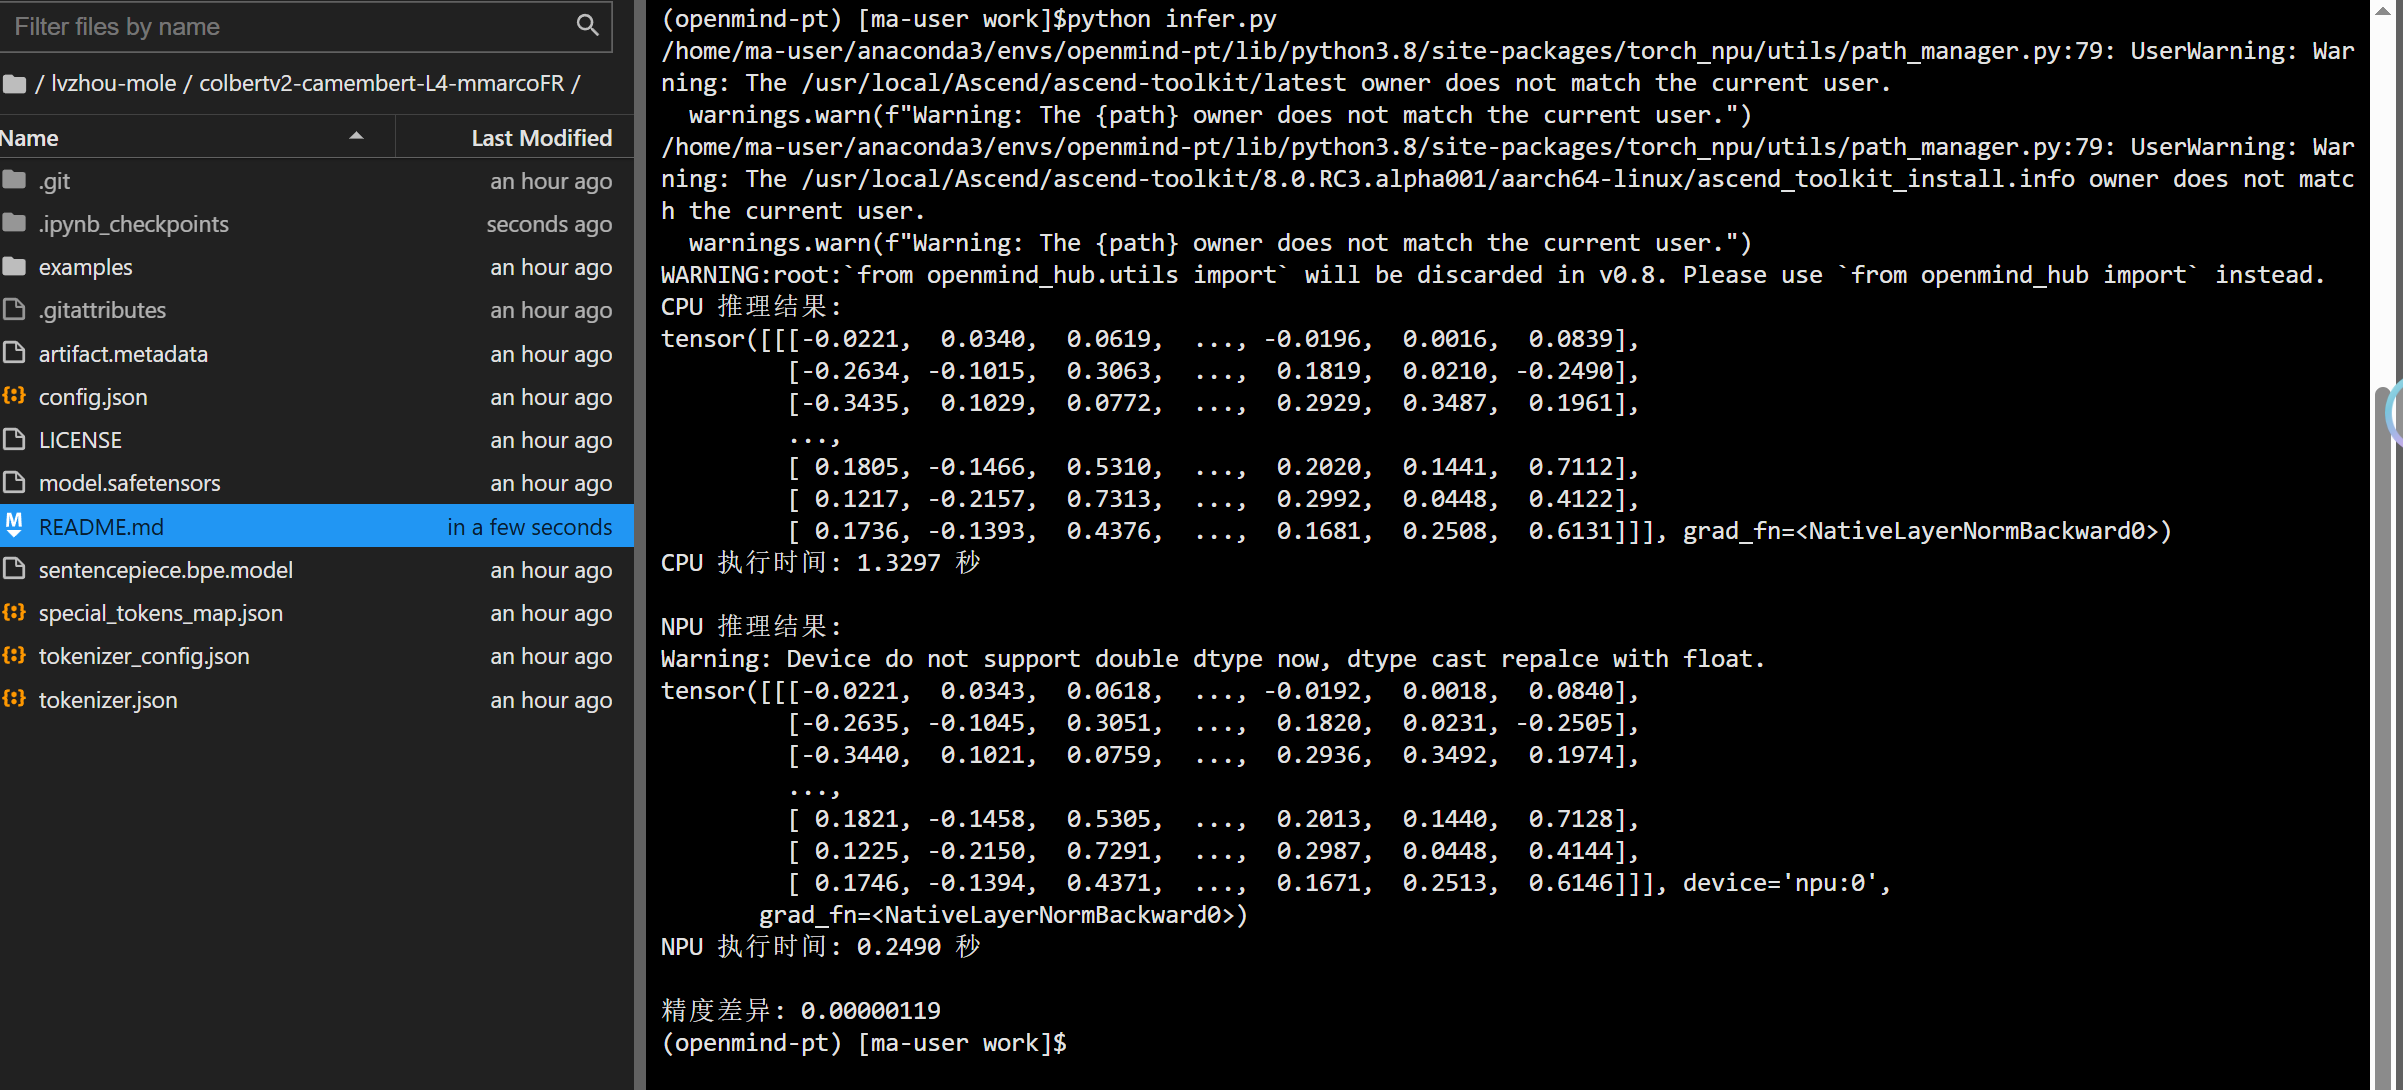 Filter files by name
/ lvzhou-mole / colbertv2-camembert-L4-mmarcoFR /
Name Last Modified
.git an hour ago
.ipynb_checkpoints seconds ago
examples an hour ago
.gitattributes an hour ago
artifact.metadata an hour ago
config.json an hour ago
LICENSE an hour ago
model.safetensors an hour ago
README.md in a few seconds
sentencepiece.bpe.model an hour ago
special_tokens_map.json an hour ago
tokenizer_config.json an hour ago
tokenizer.json an hour ago
(openmind-pt) [ma-user work]$python infer.py
/home/ma-user/anaconda3/envs/openmind-pt/lib/python3.8/site-packages/torch_npu/utils/path_manager.py:79: UserWarning: War
ning: The /usr/local/Ascend/ascend-toolkit/latest owner does not match the current user.
  warnings.warn(f"Warning: The {path} owner does not match the current user.")
/home/ma-user/anaconda3/envs/openmind-pt/lib/python3.8/site-packages/torch_npu/utils/path_manager.py:79: UserWarning: War
ning: The /usr/local/Ascend/ascend-toolkit/8.0.RC3.alpha001/aarch64-linux/ascend_toolkit_install.info owner does not matc
h the current user.
  warnings.warn(f"Warning: The {path} owner does not match the current user.")
WARNING:root:`from openmind_hub.utils import` will be discarded in v0.8. Please use `from openmind_hub import` instead.
CPU 推理结果:
tensor([[[-0.0221,  0.0340,  0.0619,  ..., -0.0196,  0.0016,  0.0839],
         [-0.2634, -0.1015,  0.3063,  ...,  0.1819,  0.0210, -0.2490],
         [-0.3435,  0.1029,  0.0772,  ...,  0.2929,  0.3487,  0.1961],
         ...,
         [ 0.1805, -0.1466,  0.5310,  ...,  0.2020,  0.1441,  0.7112],
         [ 0.1217, -0.2157,  0.7313,  ...,  0.2992,  0.0448,  0.4122],
         [ 0.1736, -0.1393,  0.4376,  ...,  0.1681,  0.2508,  0.6131]]], grad_fn=<NativeLayerNormBackward0>)
CPU 执行时间: 1.3297 秒
NPU 推理结果:
Warning: Device do not support double dtype now, dtype cast repalce with float.
tensor([[[-0.0221,  0.0343,  0.0618,  ..., -0.0192,  0.0018,  0.0840],
         [-0.2635, -0.1045,  0.3051,  ...,  0.1820,  0.0231, -0.2505],
         [-0.3440,  0.1021,  0.0759,  ...,  0.2936,  0.3492,  0.1974],
         ...,
         [ 0.1821, -0.1458,  0.5305,  ...,  0.2013,  0.1440,  0.7128],
         [ 0.1225, -0.2150,  0.7291,  ...,  0.2987,  0.0448,  0.4144],
         [ 0.1746, -0.1394,  0.4371,  ...,  0.1671,  0.2513,  0.6146]]], device='npu:0',
       grad_fn=<NativeLayerNormBackward0>)
NPU 执行时间: 0.2490 秒
精度差异: 0.00000119
(openmind-pt) [ma-user work]$